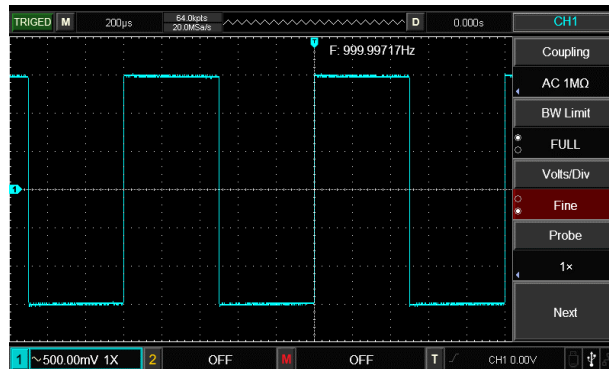 TRIGED M 200μs 64.0kpts 20.0MSa/s D 0.000s CH1
T
F: 999.99717Hz
Coupling
AC 1MΩ
BW Limit
FULL
Volts/Div
1
Fine
Probe
1×
Next
1 ~500.00mV 1X 2 OFF M OFF T CH1 0.00V